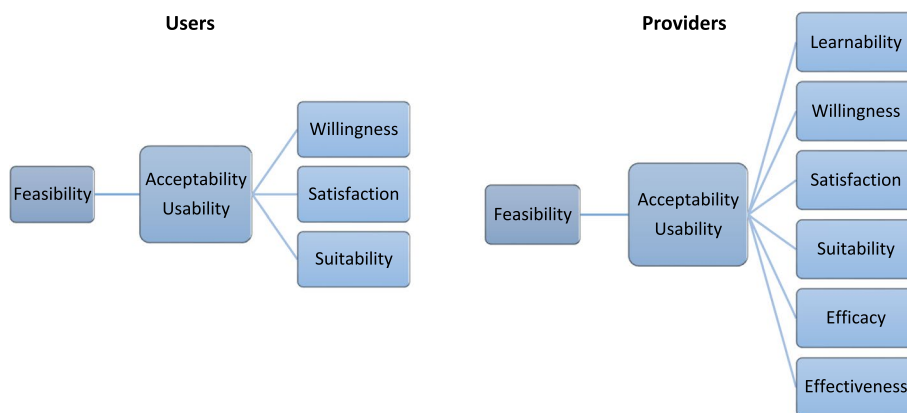 Users
Feasibility
Acceptability
Usability
Willingness
Satisfaction
Suitability
Providers
Feasibility
Acceptability
Usability
Learnability
Willingness
Satisfaction
Suitability
Efficacy
Effectiveness